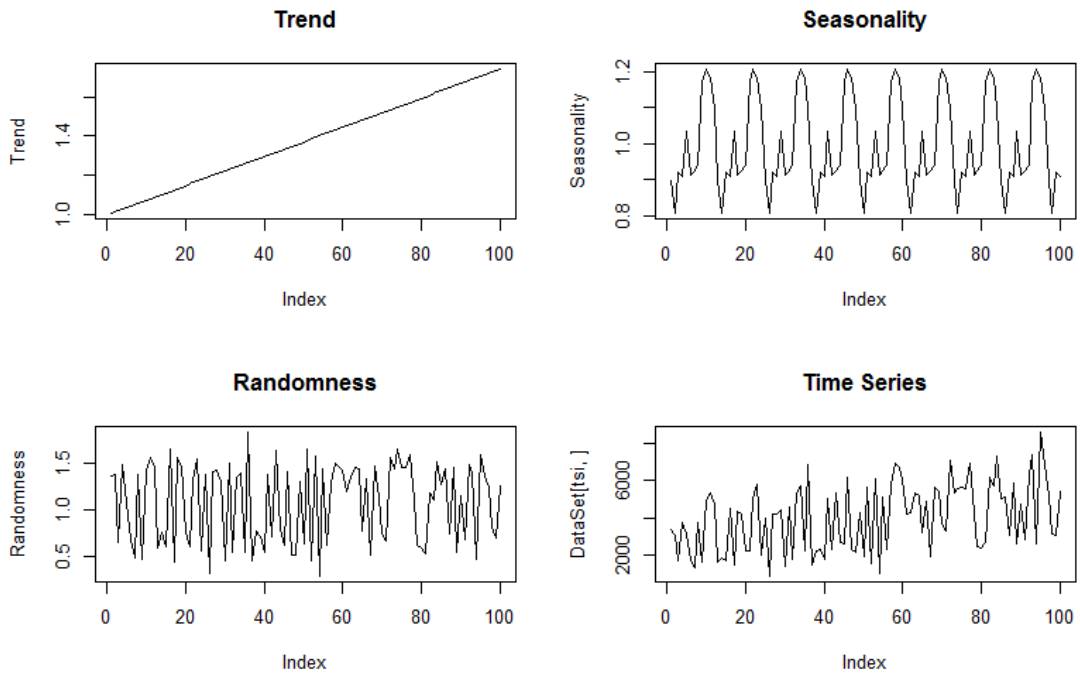 Trend
Trend
1.0 1.4
0 20 40 60 80 100
Index
Seasonality
Seasonality
0.8 1.0 1.2
0 20 40 60 80 100
Index
Randomness
Randomness
0.5 1.0 1.5
0 20 40 60 80 100
Index
Time Series
DataSet[tsi, ]
2000 6000
0 20 40 60 80 100
Index